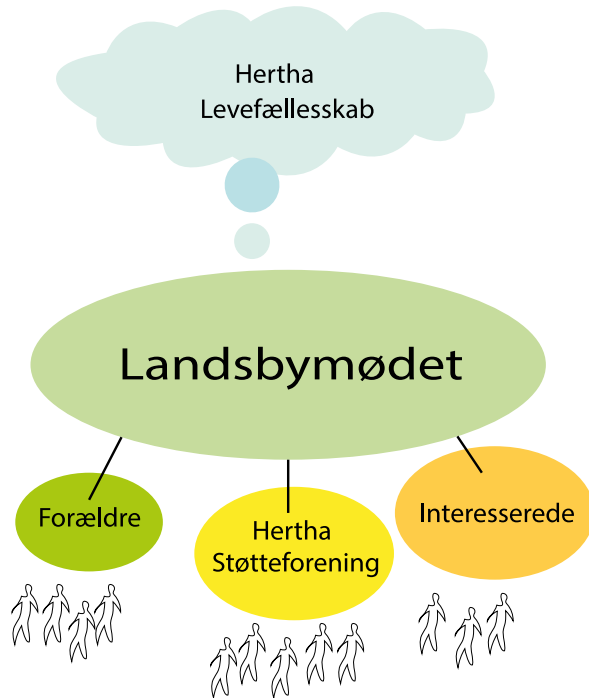 Hertha
Levefællesskab
Landsbymødet
Forældre
Hertha
Støtteforening
Interesserede